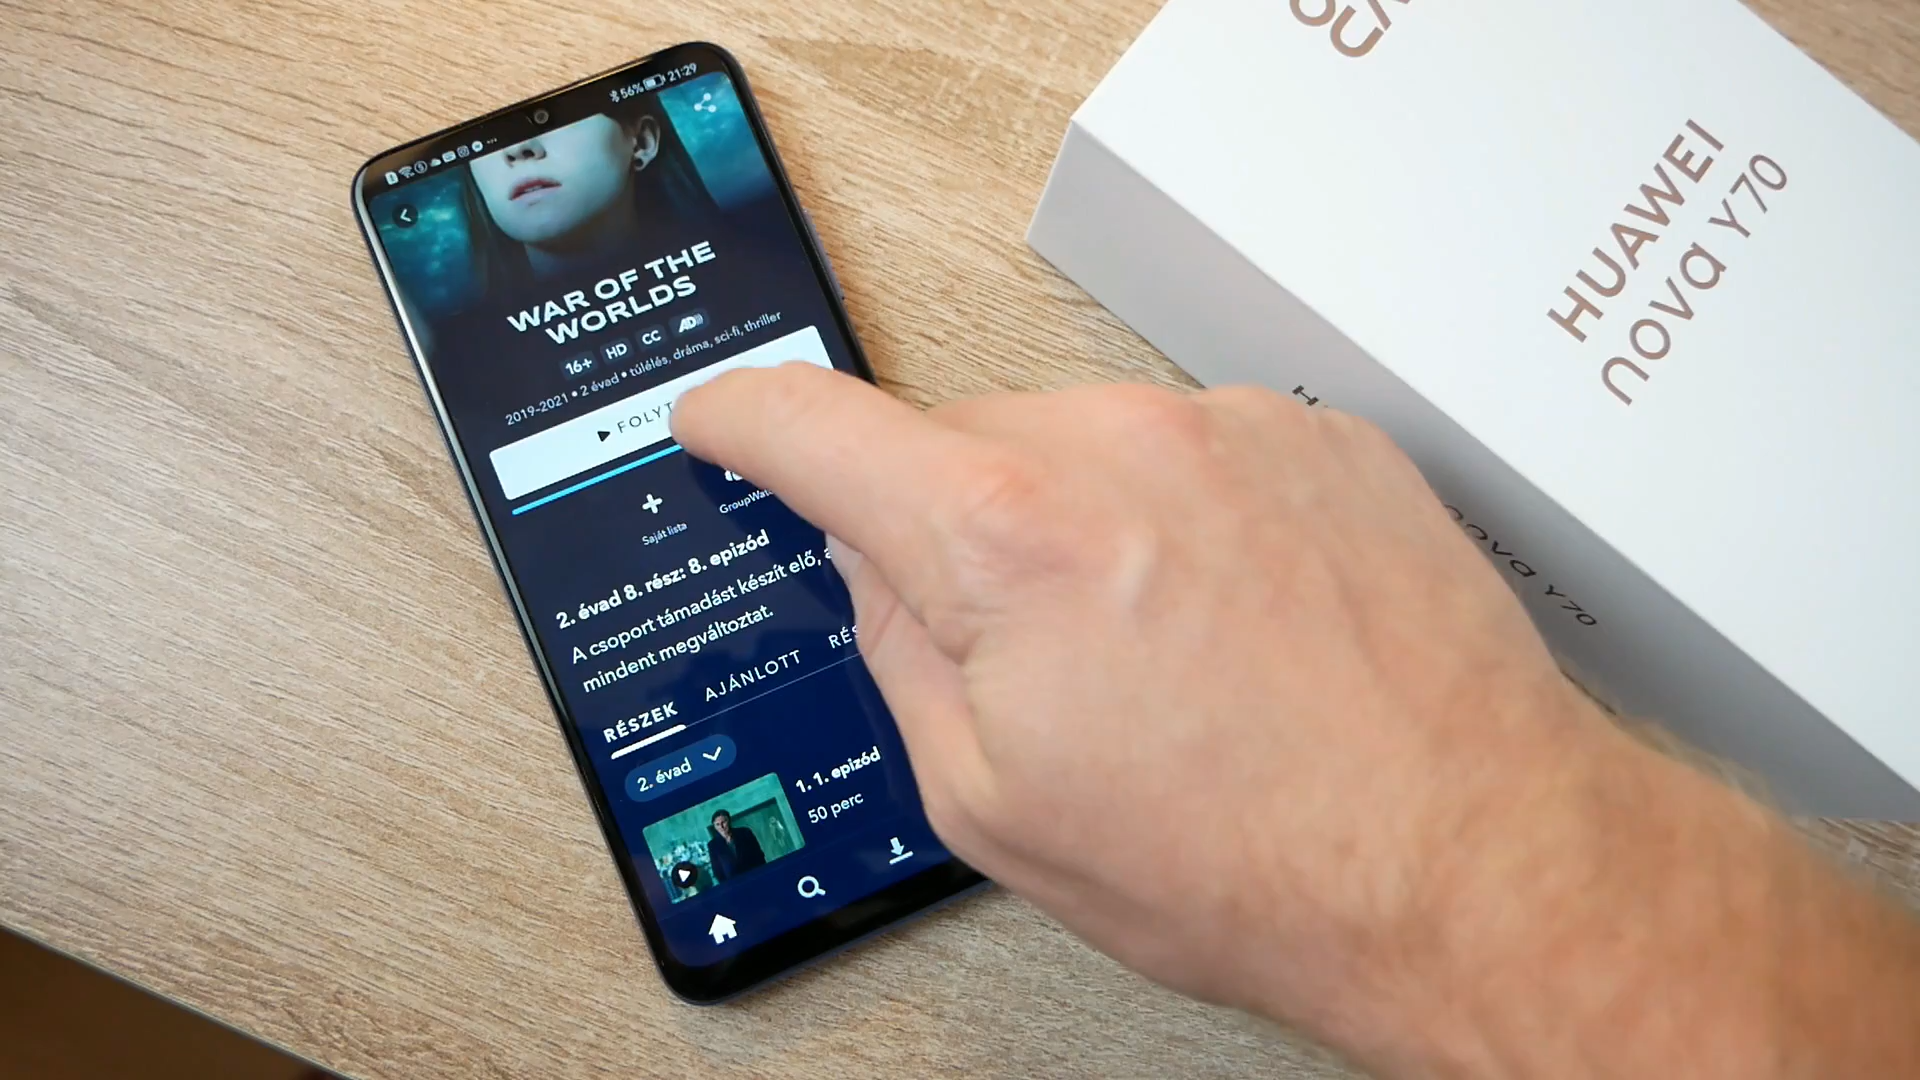 56% 21:29
WAR OF THE
WORLDS
16+ HD CC AD
2019-2021 • 2 évad • túlélés, dráma, sci-fi, thriller
Saját lista
2. évad 8. rész: 8. epizód
A csoport támadást készít elő,
mindent megváltoztat.
RÉSZEK AJÁNLOTT
2. évad
1. 1. epizód
50 perc
HUAWEI
nova Y70
nova Y70